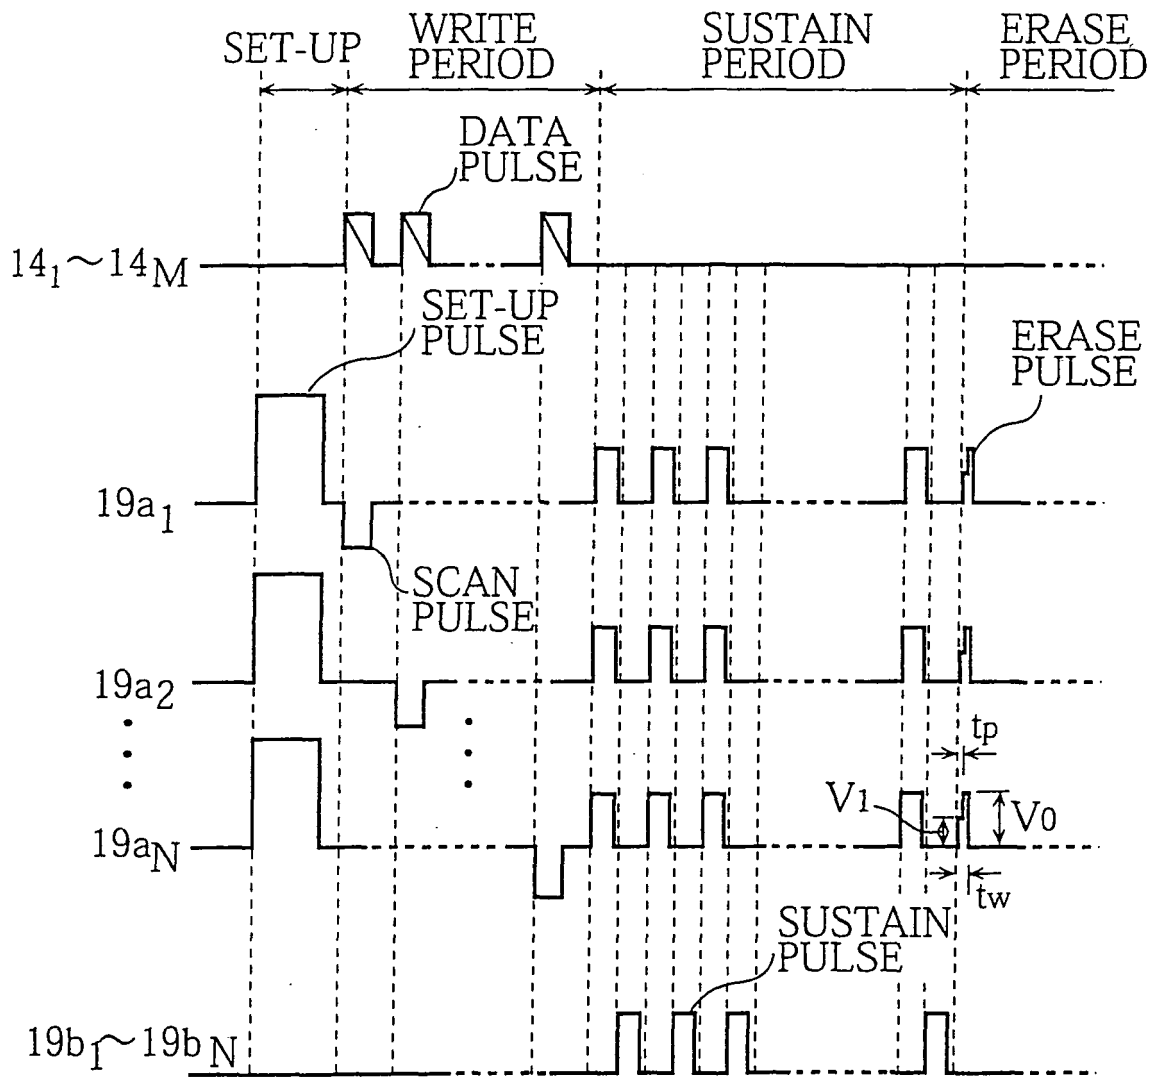 SET-UP
WRITE
PERIOD
SUSTAIN
PERIOD
ERASE
PERIOD
DATA
PULSE
14₁~14M
SET-UP
PULSE
ERASE
PULSE
19a₁
SCAN
PULSE
19a₂
tp
V1
V0
19aN
tw
SUSTAIN
PULSE
19b₁~19bN